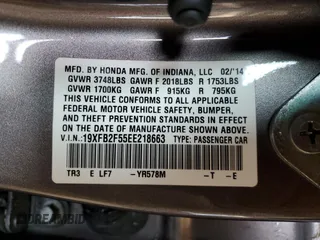 MFD. BY HONDA MFG. OF INDIANA, LLC 02/'14
GVWR 3748LBS GAWR F 2018LBS R 1753LBS
GVWR 1700KG GAWR F 915KG R 795KG
THIS VEHICLE CONFORMS TO ALL APPLICABLE
FEDERAL MOTOR VEHICLE SAFETY, BUMPER,
AND THEFT PREVENTION STANDARDS IN EFFECT
ON THE DATE OF MANUFACTURE SHOWN ABOVE.
V.I.N.: 19XFB2F55EE218663 TYPE: PASSENGER CAR
TR3 E LF7 -YR578M -T -E